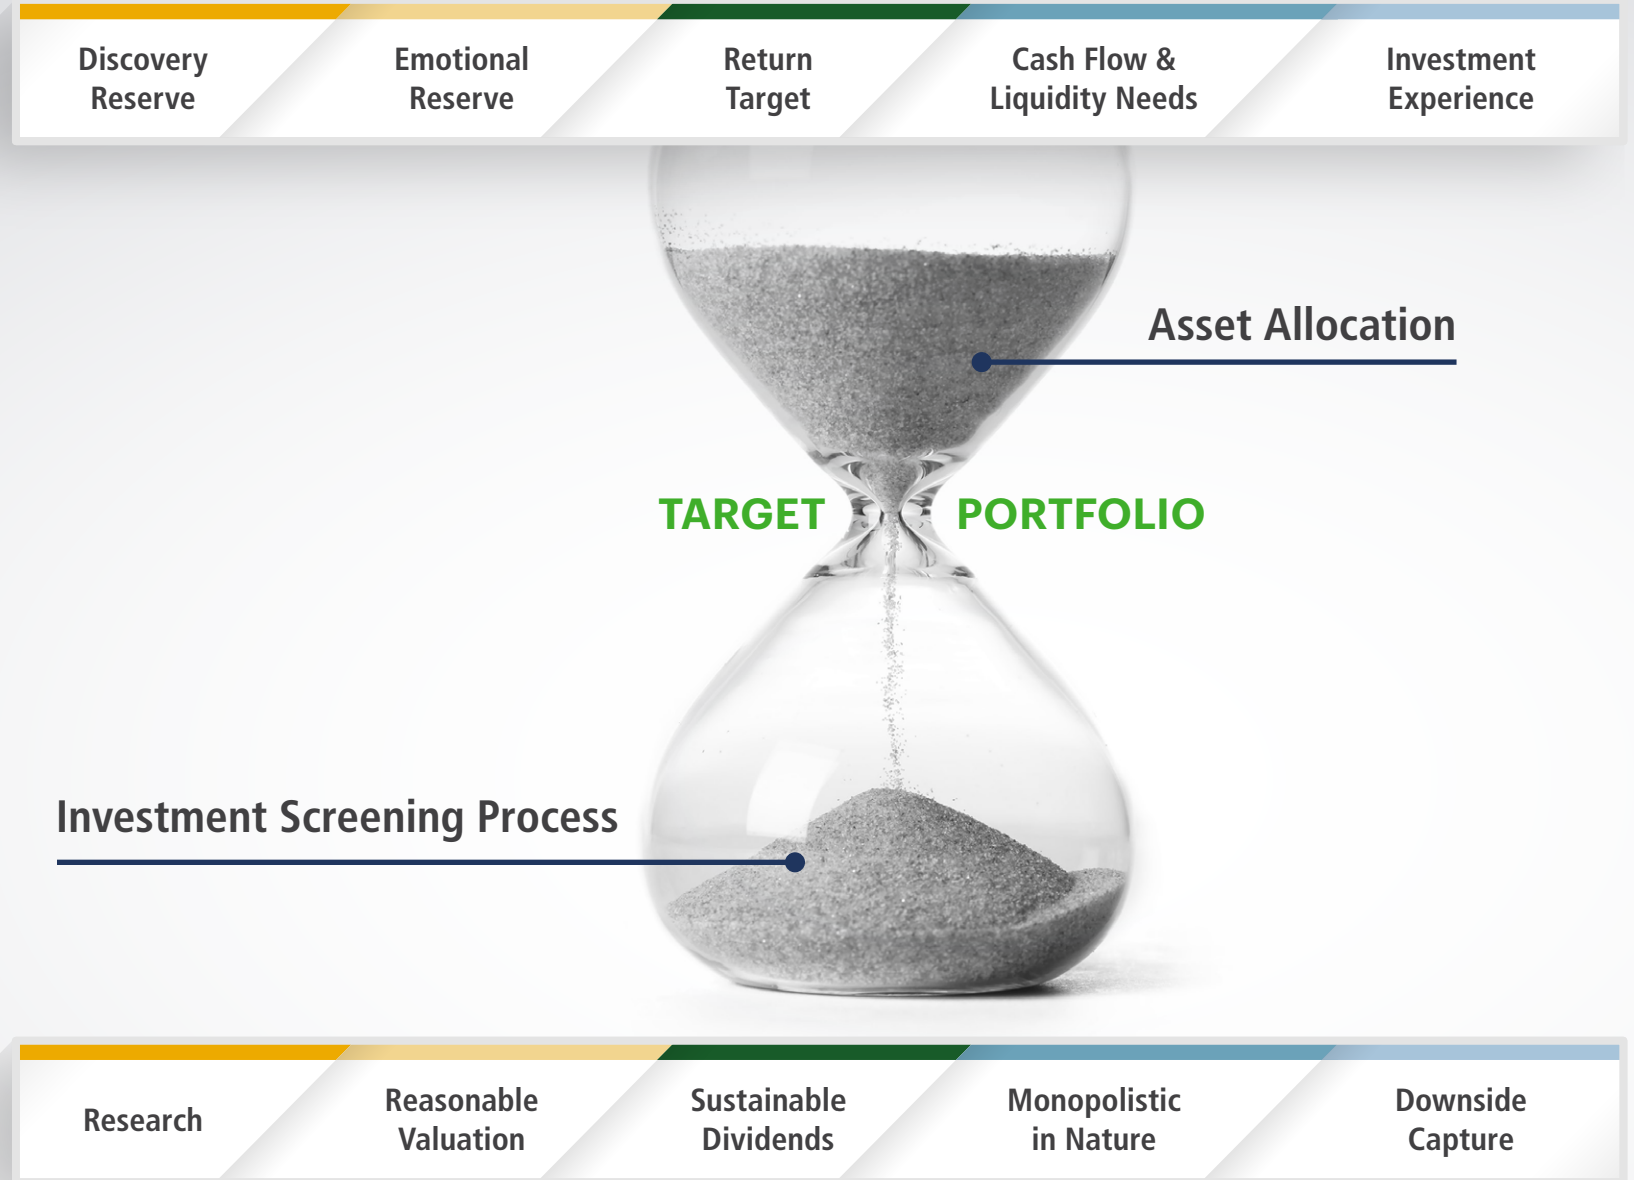 Discovery
Reserve
Emotional
Reserve
Return
Target
Cash Flow &
Liquidity Needs
Investment
Experience
Asset Allocation
TARGET PORTFOLIO
Investment Screening Process
Research
Reasonable
Valuation
Sustainable
Dividends
Monopolistic
in Nature
Downside
Capture